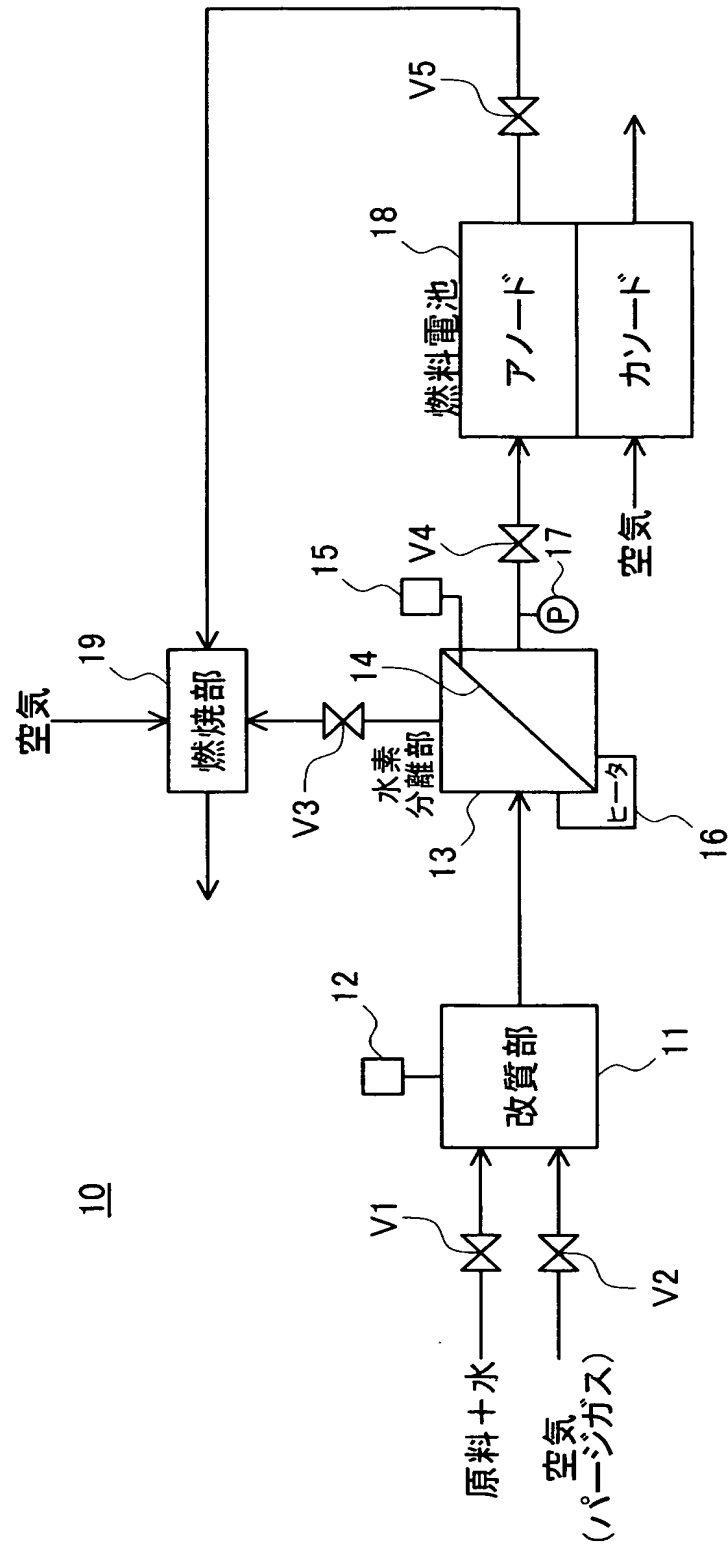 10
原料+水
空気
(パージガス)
V1
V2
12
改質部
11
空気
19
燃焼部
V3
水素
分離部
13
14
15
ヒータ
16
V4
17
P
燃料電池
18
アノード
カソード
空気
V5